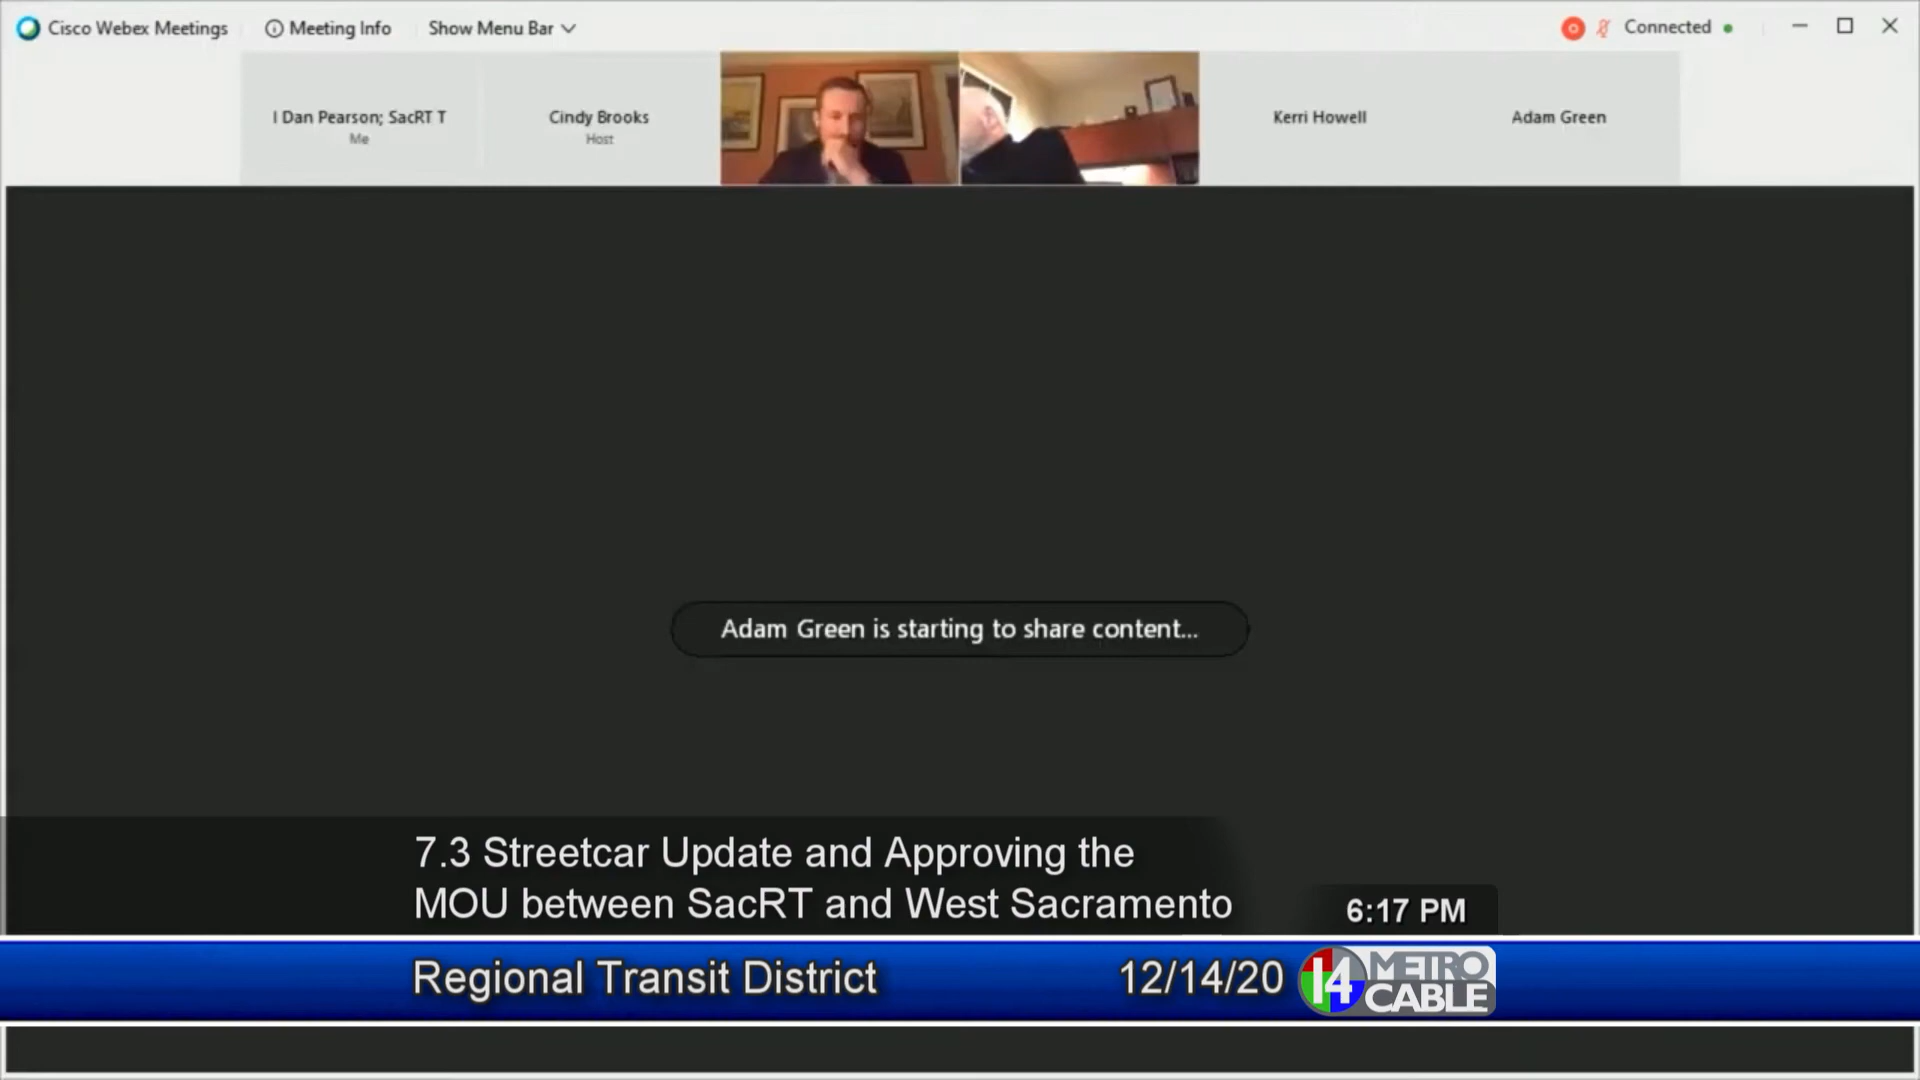 Cisco Webex Meetings
Meeting Info
Show Menu Bar
Connected
I Dan Pearson; SacRT T
Me
Cindy Brooks
Host
Kerri Howell
Adam Green
Adam Green is starting to share content...
7.3 Streetcar Update and Approving the
MOU between SacRT and West Sacramento
6:17 PM
Regional Transit District
12/14/20
14 METRO
CABLE